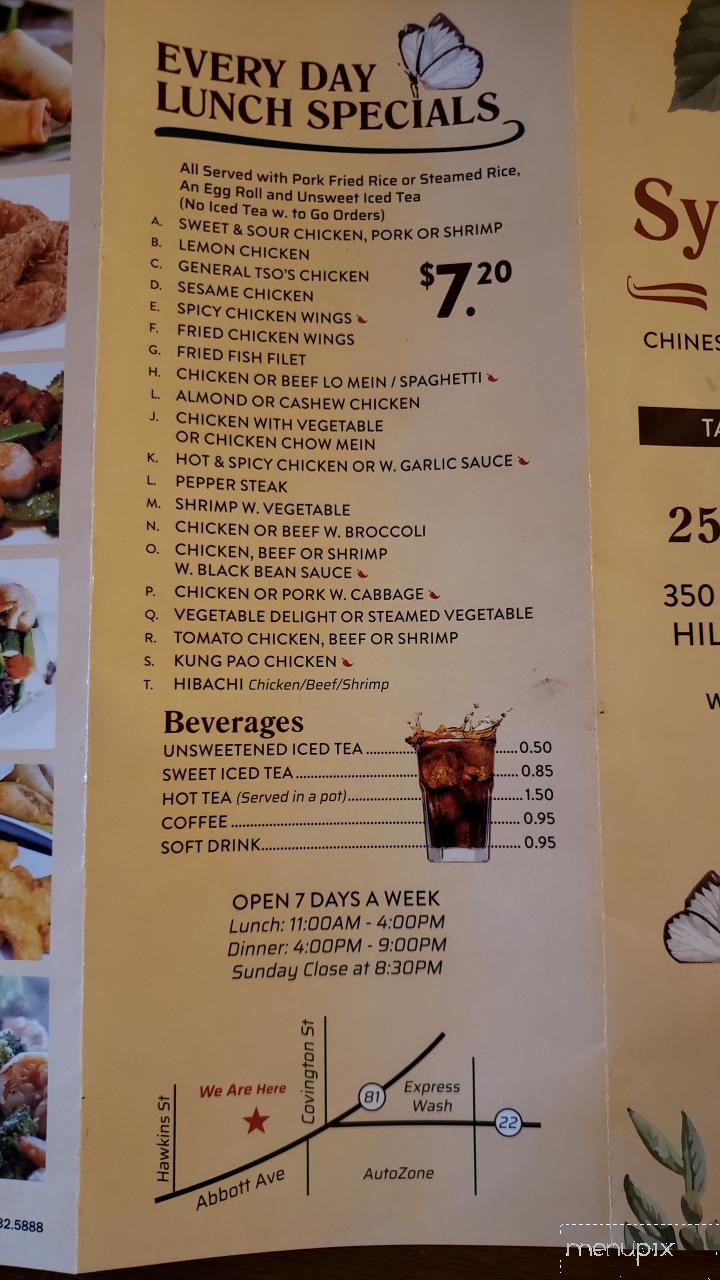 EVERY DAY
LUNCH SPECIALS
All Served with Pork Fried Rice or Steamed Rice,
An Egg Roll and Unsweet Iced Tea
(No Iced Tea w. to Go Orders)
A. SWEET & SOUR CHICKEN, PORK OR SHRIMP
B. LEMON CHICKEN
C. GENERAL TSO'S CHICKEN
D. SESAME CHICKEN
$7.20
E. SPICY CHICKEN WINGS
F. FRIED CHICKEN WINGS
G. FRIED FISH FILET
H. CHICKEN OR BEEF LO MEIN / SPAGHETTI
L. ALMOND OR CASHEW CHICKEN
J. CHICKEN WITH VEGETABLE
OR CHICKEN CHOW MEIN
K. HOT & SPICY CHICKEN OR W. GARLIC SAUCE
L. PEPPER STEAK
M. SHRIMP W. VEGETABLE
N. CHICKEN OR BEEF W. BROCCOLI
O. CHICKEN, BEEF OR SHRIMP
W. BLACK BEAN SAUCE
P. CHICKEN OR PORK W. CABBAGE
Q. VEGETABLE DELIGHT OR STEAMED VEGETABLE
R. TOMATO CHICKEN, BEEF OR SHRIMP
S. KUNG PAO CHICKEN
T. HIBACHI Chicken/Beef/Shrimp
Beverages
UNSWEETENED ICED TEA ..... 0.50
SWEET ICED TEA ..... 0.85
HOT TEA (Served in a pot) ..... 1.50
COFFEE ..... 0.95
SOFT DRINK ..... 0.95
OPEN 7 DAYS A WEEK
Lunch: 11:00AM - 4:00PM
Dinner: 4:00PM - 9:00PM
Sunday Close at 8:30PM
Hawkins St
We Are Here
Covington St
81
Express
Wash
22
Abbott Ave
AutoZone
32.5888
Sy
CHINES
TA
25
350
HIL
W
menupix